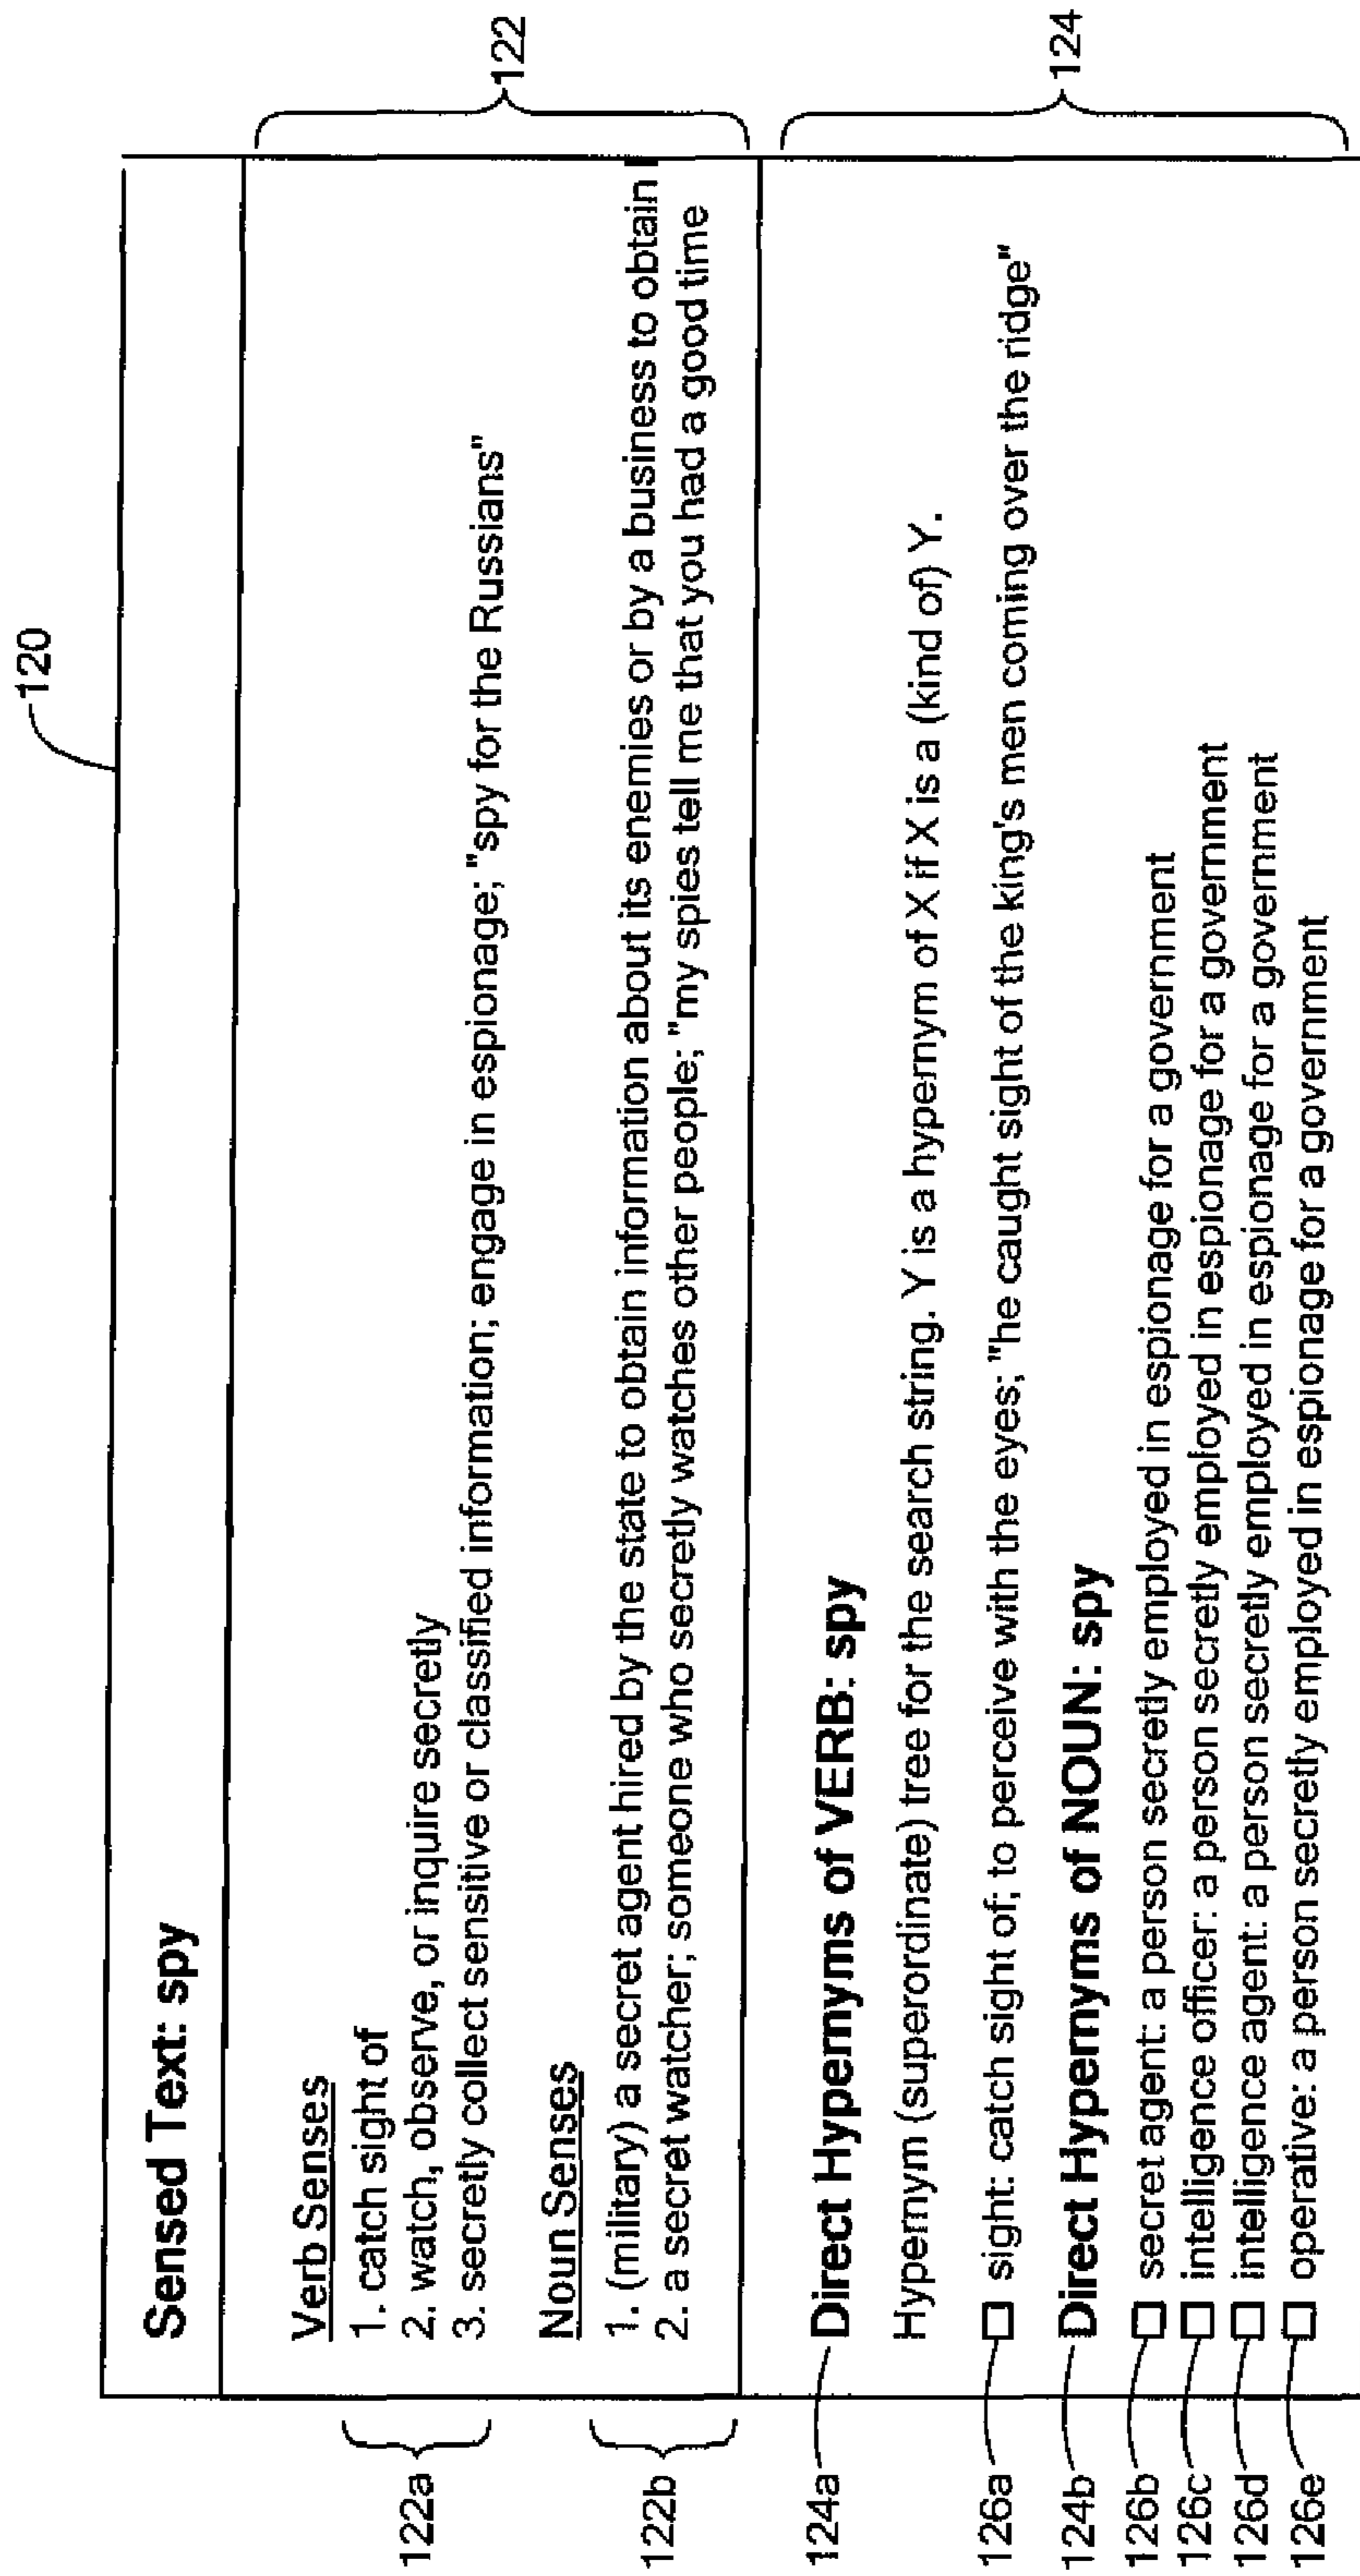 120
Sensed Text: spy
122
Verb Senses
122a
1. catch sight of
2. watch, observe, or inquire secretly
3. secretly collect sensitive or classified information; engage in espionage; "spy for the Russians"
Noun Senses
122b
1. (military) a secret agent hired by the state to obtain information about its enemies or by a business to obtain
2. a secret watcher; someone who secretly watches other people; "my spies tell me that you had a good time
124
124a
Direct Hypernyms of VERB: spy
Hypernym (superordinate) tree for the search string. Y is a hypernym of X if X is a (kind of) Y.
126a
sight: catch sight of; to perceive with the eyes; "he caught sight of the king's men coming over the ridge"
124b
Direct Hypernyms of NOUN: spy
126b
secret agent: a person secretly employed in espionage for a government
126c
intelligence officer: a person secretly employed in espionage for a government
126d
intelligence agent: a person secretly employed in espionage for a government
126e
operative: a person secretly employed in espionage for a government